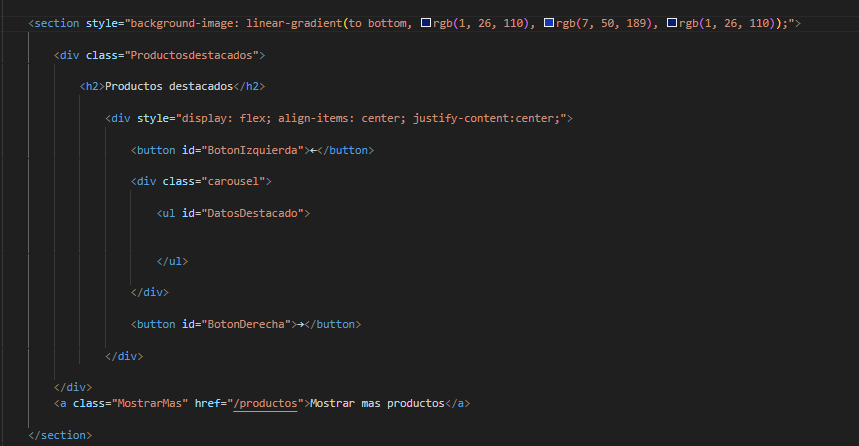 <section style="background-image: linear-gradient(to bottom, rgb(1, 26, 110), rgb(7, 50, 189), rgb(1, 26, 110));">
<div class="Productosdestacados">
<h2>Productos destacados</h2>
<div style="display: flex; align-items: center; justify-content:center;">
<button id="BotonIzquierda">←</button>
<div class="carousel">
<ul id="DatosDestacado">
</ul>
</div>
<button id="BotonDerecha">→</button>
</div>
</div>
<a class="MostrarMas" href="/productos">Mostrar mas productos</a>
</section>